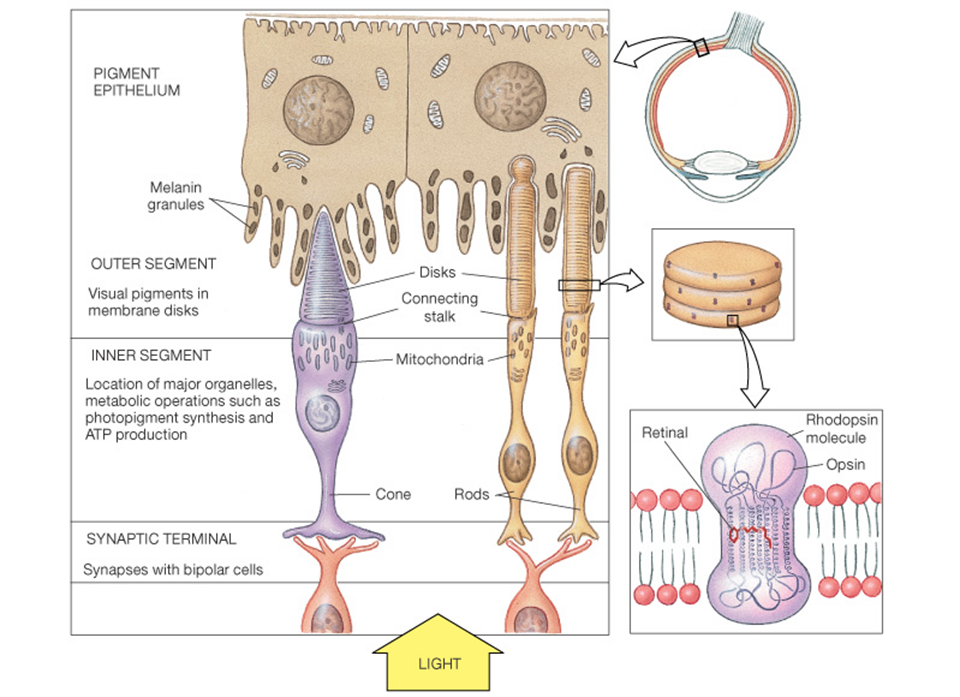 PIGMENT
EPITHELIUM
Melanin
granules
OUTER SEGMENT
Visual pigments in
membrane disks
Disks
Connecting
stalk
INNER SEGMENT
Location of major organelles,
metabolic operations such as
photopigment synthesis and
ATP production
Mitochondria
Cone
Rods
SYNAPTIC TERMINAL
Synapses with bipolar cells
LIGHT
Retinal
Rhodopsin
molecule
Opsin